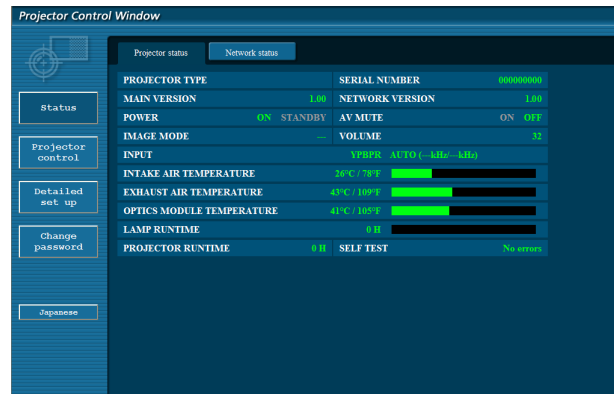 Projector Control Window
Projector status Network status
PROJECTOR TYPE SERIAL NUMBER 000000000
MAIN VERSION 1.00 NETWORK VERSION 1.00
POWER ON STANDBY AV MUTE ON OFF
IMAGE MODE --- VOLUME 32
INPUT YPBPR AUTO (---kHz/---kHz)
INTAKE AIR TEMPERATURE 26°C / 78°F
EXHAUST AIR TEMPERATURE 43°C / 109°F
OPTICS MODULE TEMPERATURE 41°C / 105°F
LAMP RUNTIME 0 H
PROJECTOR RUNTIME 0 H SELF TEST No errors
Status
Projector
control
Detailed
set up
Change
password
Japanese